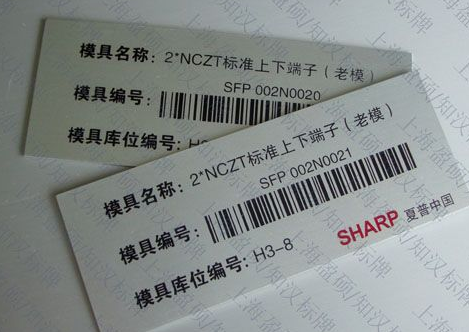 模具名称：2*NCZT标准上下端子（老模）
SFP 002N0020
模具编号：
模具库位编号：H3
模具名称：2*NCZT标准上下端子（老模）
SFP 002N0021
模具编号：
模具库位编号：H3-8
SHARP 夏普中国
上海盈硕/知汉标牌